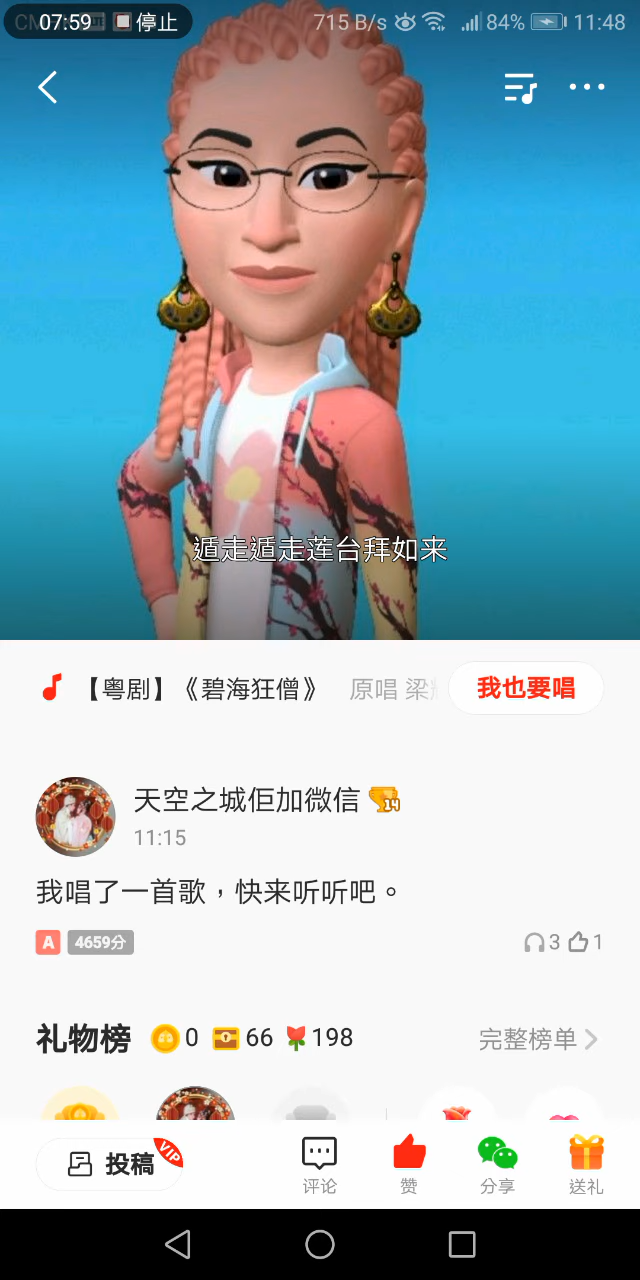 07:59 停止 715 B/s 84% 11:48
遁走遁走莲台拜如来
【粤剧】《碧海狂僧》 原唱 梁 我也要唱
天空之城佢加微信 14
11:15
我唱了一首歌，快来听听吧。
A 4659分 3 1
礼物榜 0 66 198 完整榜单
投稿 VIP
评论 赞 分享 送礼